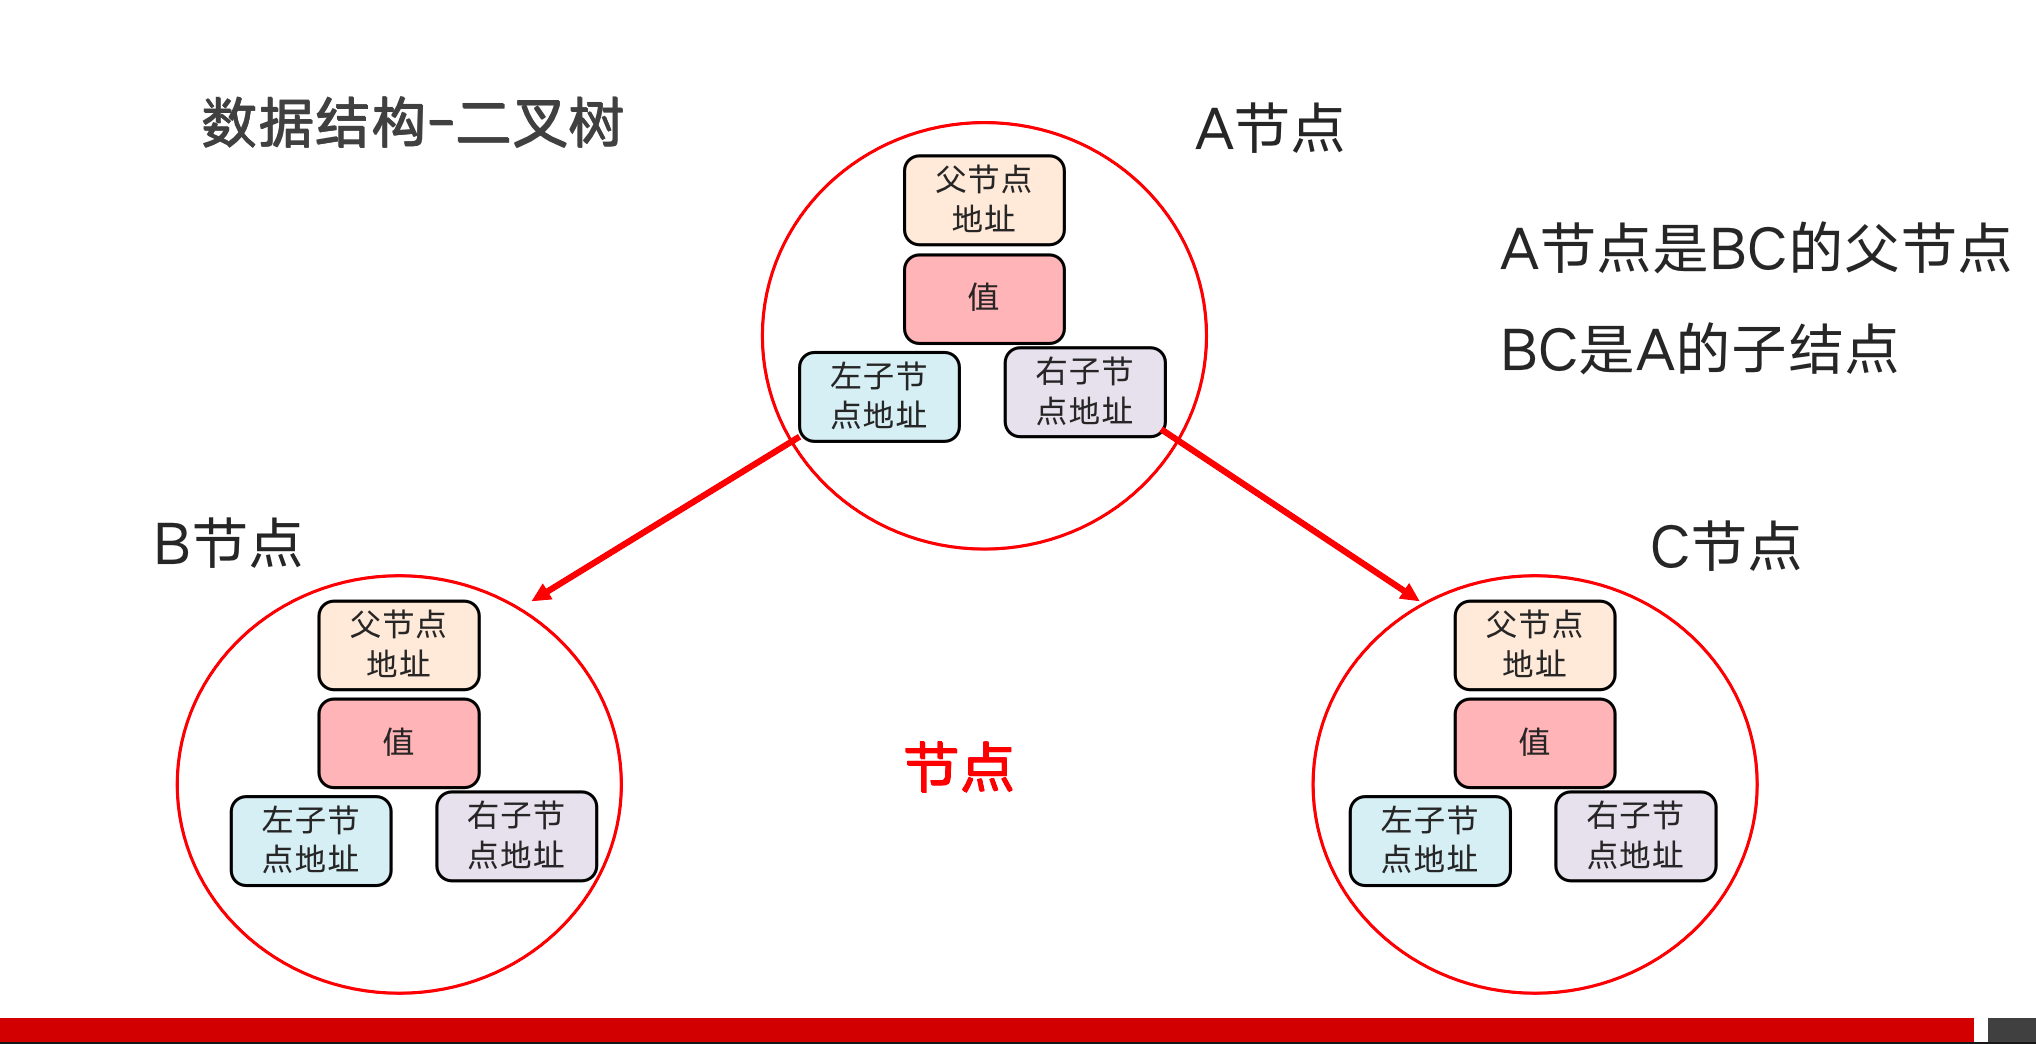 数据结构-二叉树
A节点
父节点
地址
值
左子节
点地址
右子节
点地址
A节点是BC的父节点
BC是A的子结点
B节点
父节点
地址
值
左子节
点地址
右子节
点地址
节点
C节点
父节点
地址
值
左子节
点地址
右子节
点地址